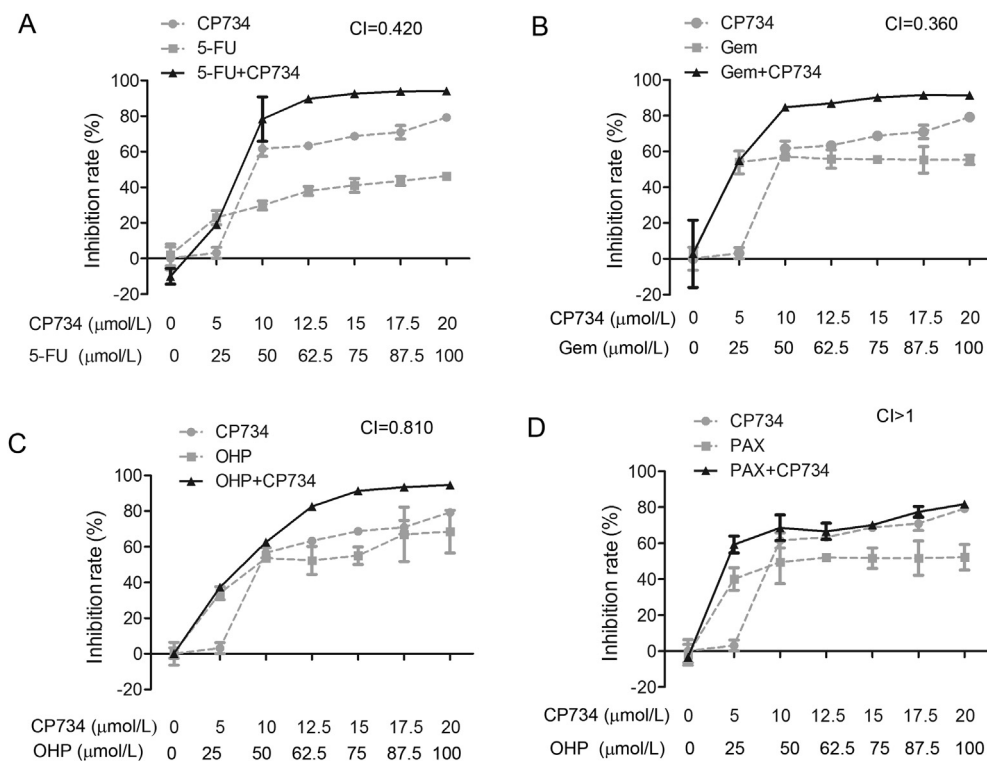 A
CP734
5-FU
5-FU+CP734
CI=0.420
Inhibition rate (%)
100
80
60
40
20
0
-20
CP734 (μmol/L) 0 5 10 12.5 15 17.5 20
5-FU (μmol/L) 0 25 50 62.5 75 87.5 100
B
CP734
Gem
Gem+CP734
CI=0.360
Inhibition rate (%)
100
80
60
40
20
0
-20
CP734 (μmol/L) 0 5 10 12.5 15 17.5 20
Gem (μmol/L) 0 25 50 62.5 75 87.5 100
C
CP734
OHP
OHP+CP734
CI=0.810
Inhibition rate (%)
100
80
60
40
20
0
-20
CP734 (μmol/L) 0 5 10 12.5 15 17.5 20
OHP (μmol/L) 0 25 50 62.5 75 87.5 100
D
CP734
PAX
PAX+CP734
CI>1
Inhibition rate (%)
100
80
60
40
20
0
-20
CP734 (μmol/L) 0 5 10 12.5 15 17.5 20
OHP (μmol/L) 0 25 50 62.5 75 87.5 100